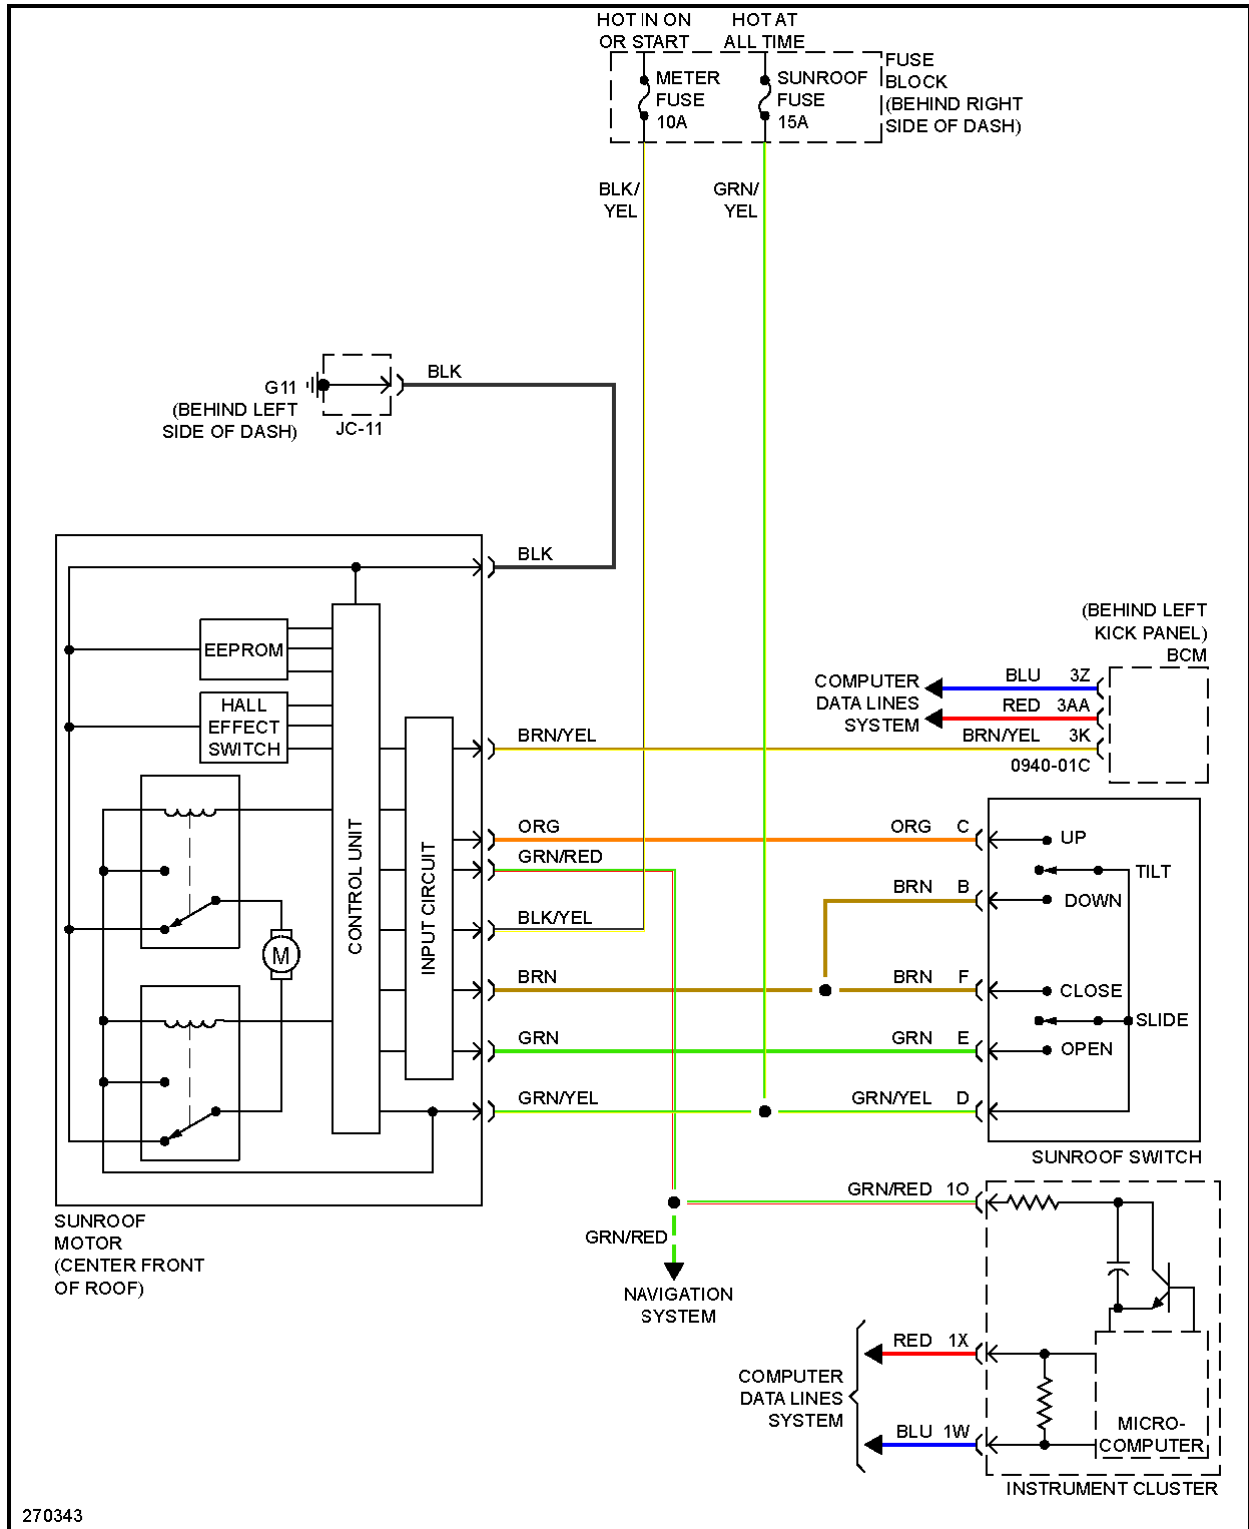 HOT IN ON
OR START
HOT AT
ALL TIME
METER
FUSE
10A
SUNROOF
FUSE
15A
FUSE
BLOCK
(BEHIND RIGHT
SIDE OF DASH)
BLK/
YEL
GRN/
YEL
G11
(BEHIND LEFT
SIDE OF DASH)
JC-11
BLK
BLK
EEPROM
HALL
EFFECT
SWITCH
CONTROL UNIT
INPUT CIRCUIT
M
SUNROOF
MOTOR
(CENTER FRONT
OF ROOF)
(BEHIND LEFT
KICK PANEL)
BCM
COMPUTER
DATA LINES
SYSTEM
BLU 3Z
RED 3AA
BRN/YEL 3K
0940-01C
BRN/YEL
ORG
GRN/RED
BLK/YEL
BRN
GRN
GRN/YEL
ORG C
BRN B
BRN F
GRN E
GRN/YEL D
UP
TILT
DOWN
CLOSE
SLIDE
OPEN
SUNROOF SWITCH
GRN/RED 1O
GRN/RED
NAVIGATION
SYSTEM
COMPUTER
DATA LINES
SYSTEM
RED 1X
BLU 1W
MICRO-
COMPUTER
INSTRUMENT CLUSTER
270343